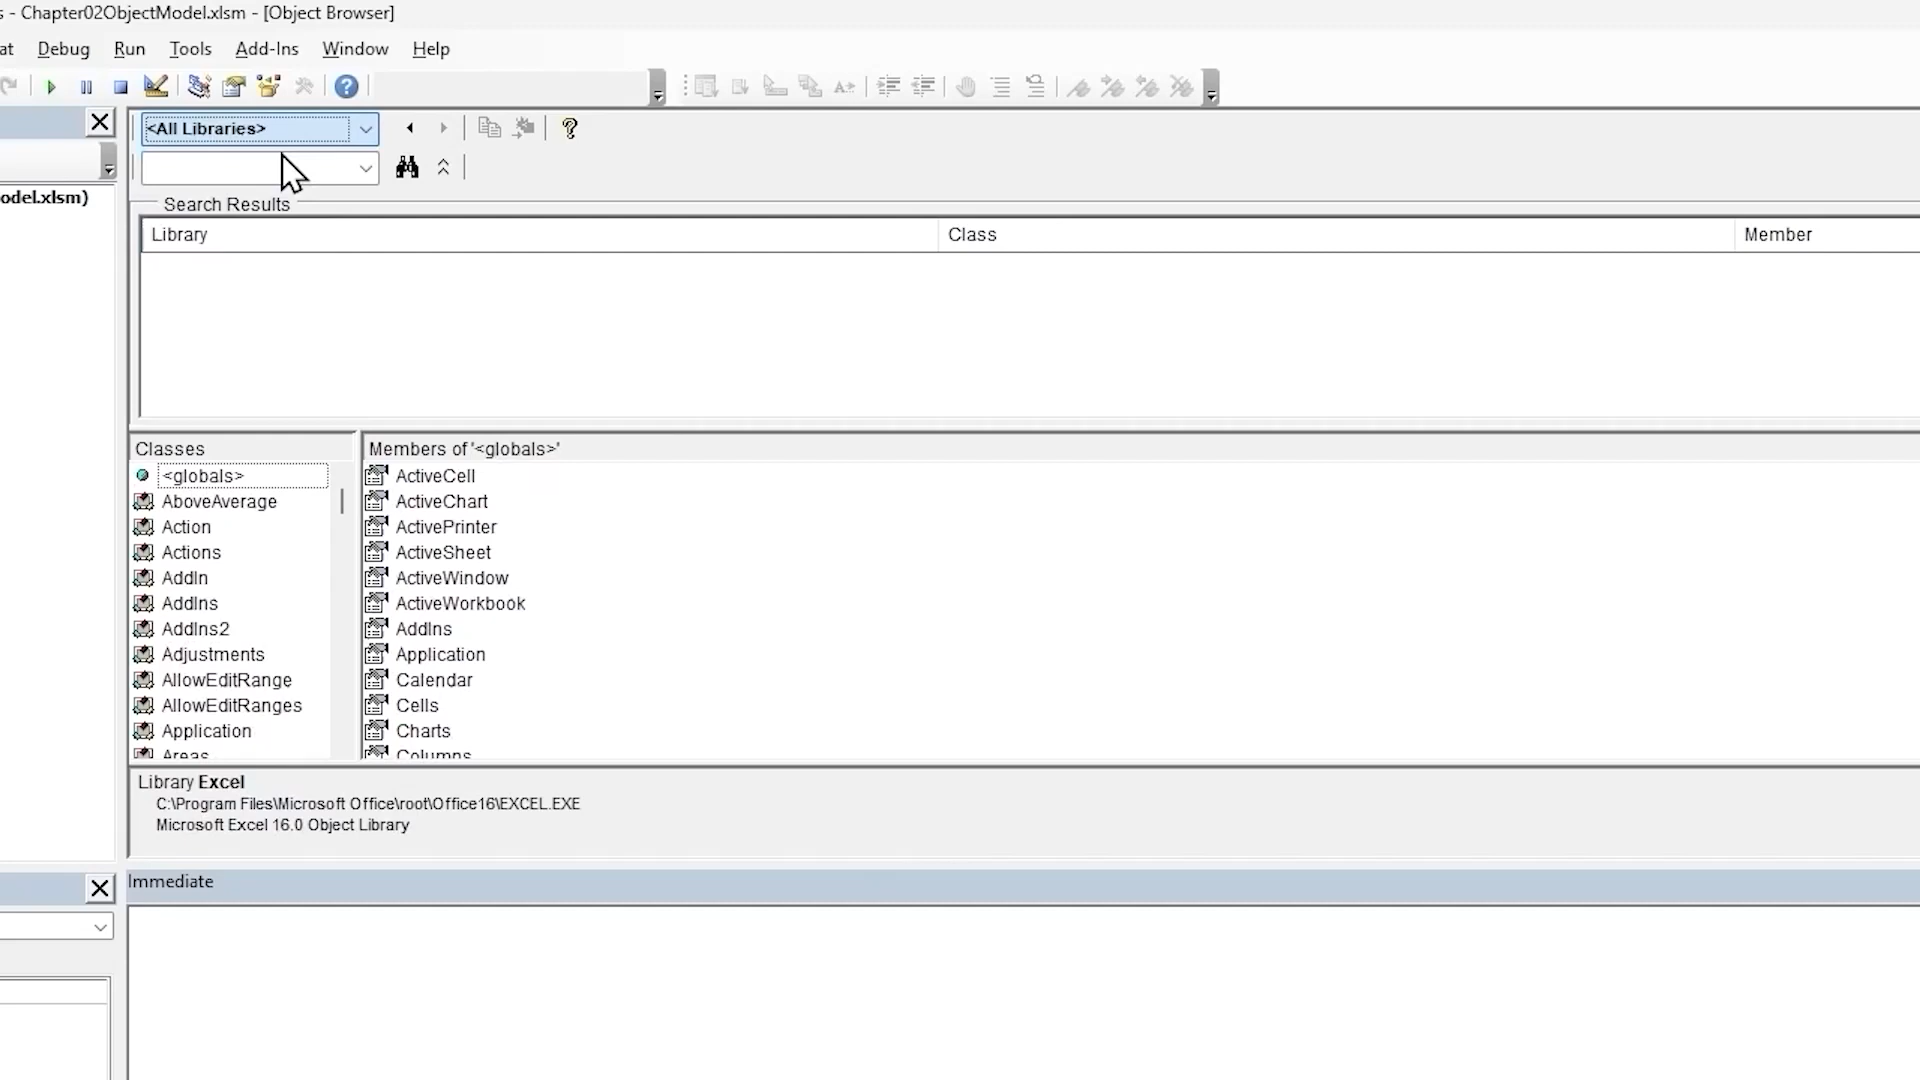 s - Chapter02ObjectModel.xlsm - [Object Browser]
at Debug Run Tools Add-Ins Window Help
<All Libraries>
odel.xlsm)
Search Results
Library Class Member
Classes Members of '<globals>'
<globals> ActiveCell
AboveAverage ActiveChart
Action ActivePrinter
Actions ActiveSheet
AddIn ActiveWindow
AddIns ActiveWorkbook
AddIns2 AddIns
Adjustments Application
AllowEditRange Calendar
AllowEditRanges Cells
Application Charts
Areas Columns
Library Excel
C:\Program Files\Microsoft Office\root\Office16\EXCEL.EXE
Microsoft Excel 16.0 Object Library
Immediate